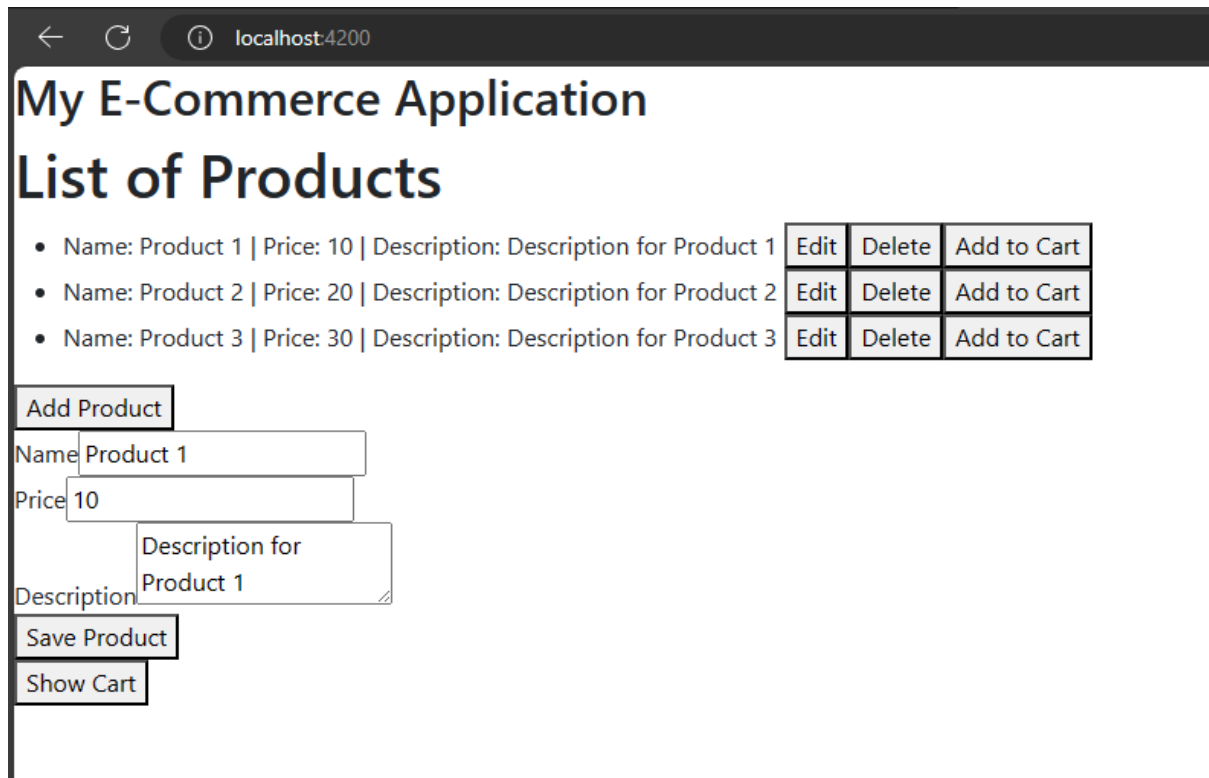 localhost:4200
My E-Commerce Application
List of Products
Name: Product 1 | Price: 10 | Description: Description for Product 1 Edit Delete Add to Cart
Name: Product 2 | Price: 20 | Description: Description for Product 2 Edit Delete Add to Cart
Name: Product 3 | Price: 30 | Description: Description for Product 3 Edit Delete Add to Cart
Add Product
Name Product 1
Price 10
Description for
Product 1
Description
Save Product
Show Cart